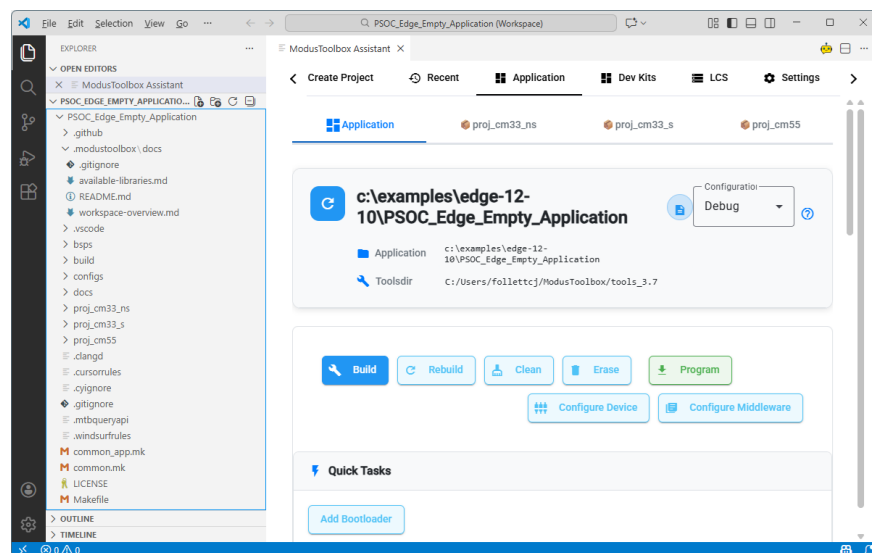 File Edit Selection View Go ··· PSOC_Edge_Empty_Application (Workspace)
EXPLORER ···
OPEN EDITORS
ModusToolbox Assistant
PSOC_EDGE_EMPTY_APPLICATIO...
PSOC_Edge_Empty_Application
.github
.modustoolbox \ docs
.gitignore
available-libraries.md
README.md
workspace-overview.md
.vscode
bsps
build
configs
docs
proj_cm33_ns
proj_cm33_s
proj_cm55
.clangd
.cursorrules
.cyignore
.gitignore
.mtbqueryapi
.windsurfrules
common_app.mk
common.mk
LICENSE
Makefile
OUTLINE
TIMELINE
ModusToolbox Assistant
Create Project Recent Application Dev Kits LCS Settings
Application proj_cm33_ns proj_cm33_s proj_cm55
c:\examples\edge-12-
10\PSOC_Edge_Empty_Application
Configuratio
Debug
Application c:\examples\edge-12-
10\PSOC_Edge_Empty_Application
Toolsdir C:/Users/follettcj/ModusToolbox/tools_3.7
Build Rebuild Clean Erase Program
Configure Device Configure Middleware
Quick Tasks
Add Bootloader
0 0